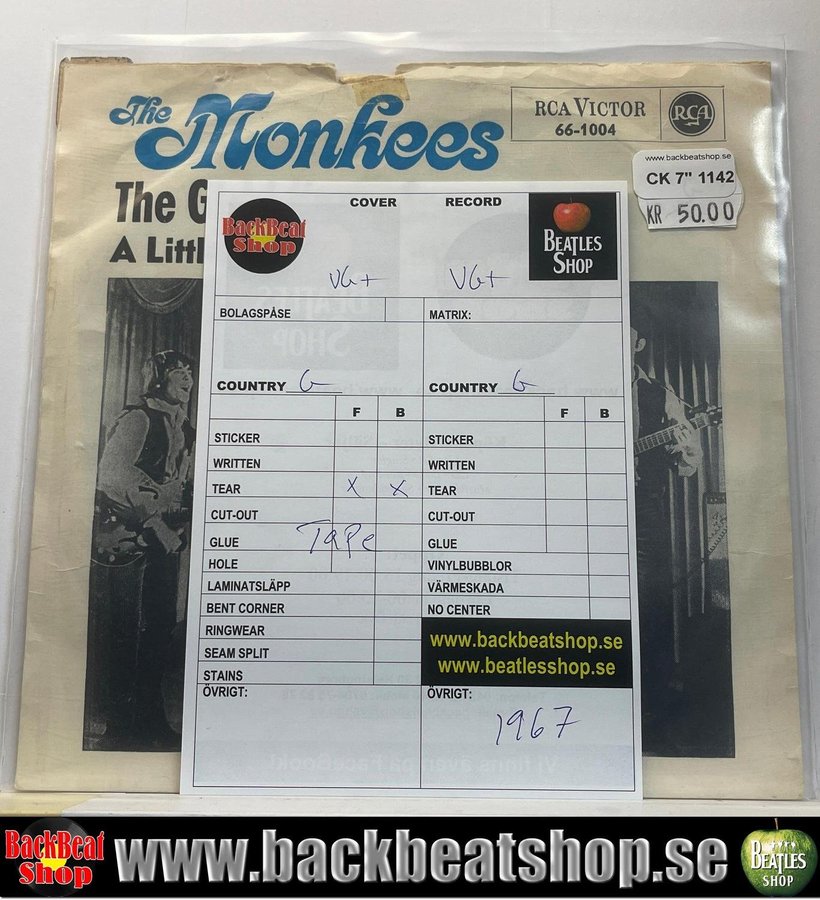 The Monkees
RCA VICTOR
66-1004
RCA
www.backbeatshop.se
CK 7" 1142
KR 50.00
The G
A Littl
COVER RECORD
BackBeat
Shop
BEATLES
SHOP
VG+ VG+
BOLAGSPÅSE MATRIX:
COUNTRY G COUNTRY G
F B F B
STICKER STICKER
WRITTEN WRITTEN
TEAR X X TEAR
CUT-OUT CUT-OUT
GLUE Tape GLUE
HOLE VINYLBUBBLOR
LAMINATSLÄPP VÄRMESKADA
BENT CORNER NO CENTER
RINGWEAR
SEAM SPLIT
STAINS
www.backbeatshop.se
www.beatlesshop.se
ÖVRIGT: ÖVRIGT:
1967
BackBeat
Shop
www.backbeatshop.se
BEATLES
SHOP